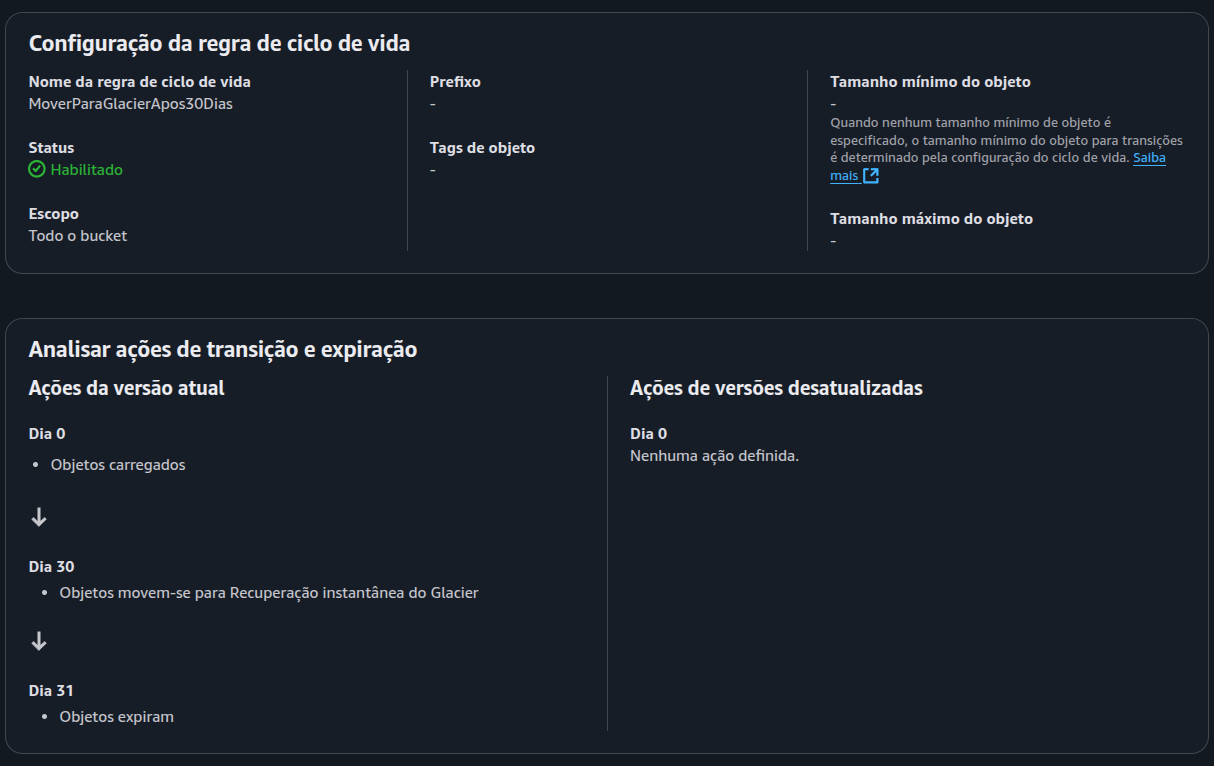 Configuração da regra de ciclo de vida
Nome da regra de ciclo de vida
MoverParaGlacierApos30Dias
Status
Habilitado
Escopo
Todo o bucket
Prefixo
-
Tags de objeto
-
Tamanho mínimo do objeto
-
Quando nenhum tamanho mínimo de objeto é
especificado, o tamanho mínimo do objeto para transições
é determinado pela configuração do ciclo de vida. Saiba
mais
Tamanho máximo do objeto
-
Analisar ações de transição e expiração
Ações da versão atual
Dia 0
• Objetos carregados
↓
Dia 30
• Objetos movem-se para Recuperação instantânea do Glacier
↓
Dia 31
• Objetos expiram
Ações de versões desatualizadas
Dia 0
Nenhuma ação definida.